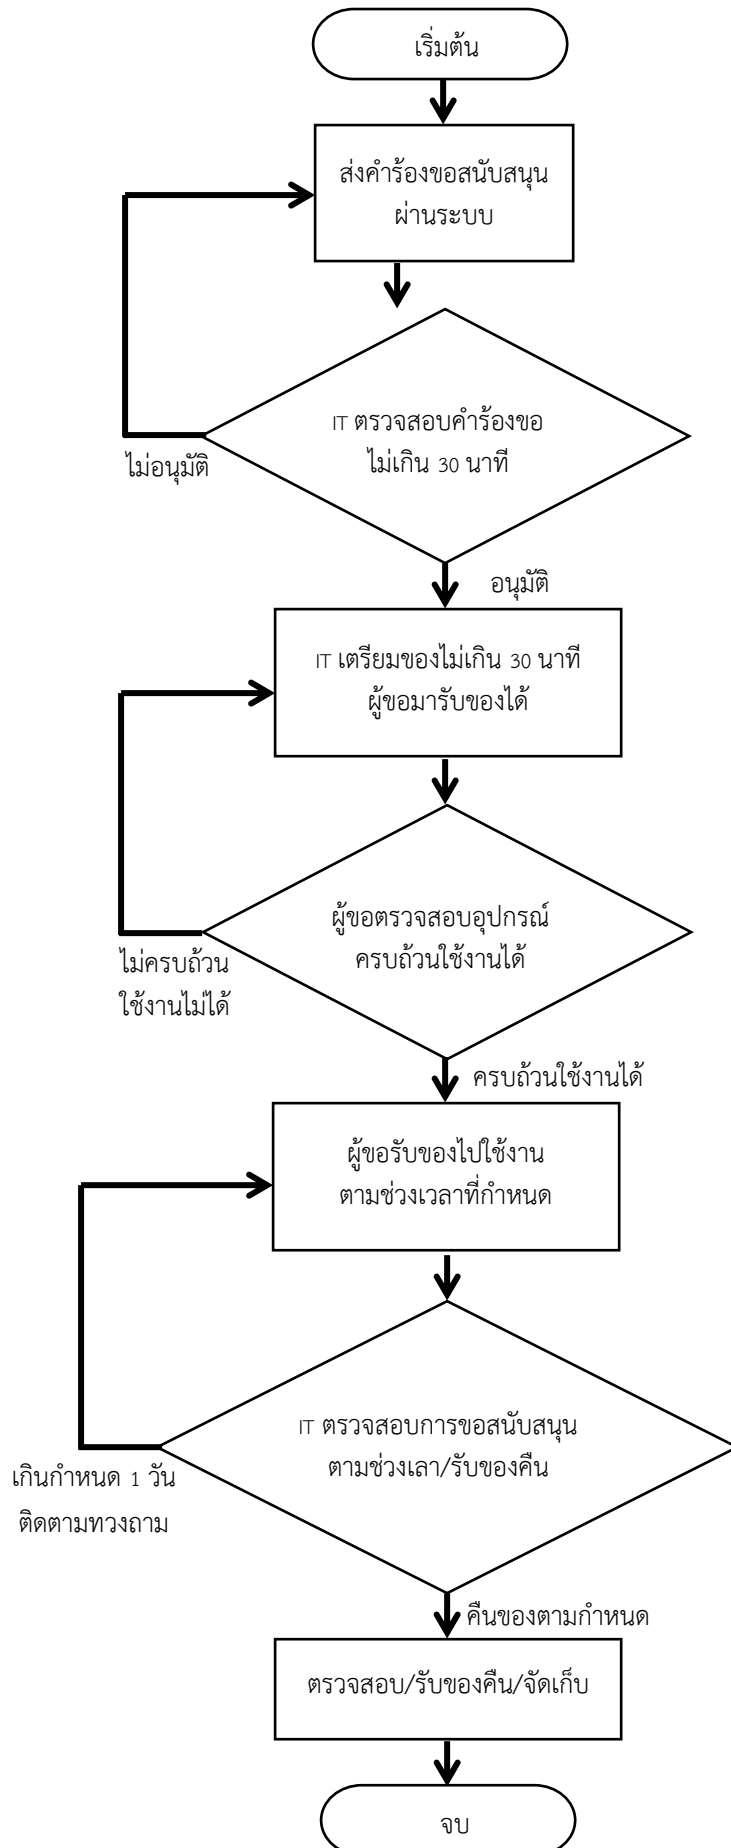 เริ่มต้น
ส่งคำร้องขอสนับสนุน
ผ่านระบบ
IT ตรวจสอบคำร้องขอ
ไม่เกิน 30 นาที
ไม่อนุมัติ
อนุมัติ
IT เตรียมของไม่เกิน 30 นาที
ผู้ขอมารับของได้
ผู้ขอตรวจสอบอุปกรณ์
ครบถ้วนใช้งานได้
ไม่ครบถ้วน
ใช้งานไม่ได้
ครบถ้วนใช้งานได้
ผู้ขอรับของไปใช้งาน
ตามช่วงเวลาที่กำหนด
IT ตรวจสอบการขอสนับสนุน
ตามช่วงเลา/รับของคืน
เกินกำหนด 1 วัน
ติดตามทวงถาม
คืนของตามกำหนด
ตรวจสอบ/รับของคืน/จัดเก็บ
จบ